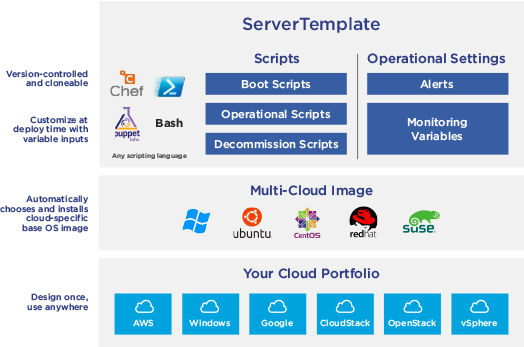 ServerTemplate
Scripts
Operational Settings
Version-controlled
and cloneable
Chef
Boot Scripts
Alerts
Customize at
deploy time with
variable inputs
puppet
labs
Bash
Operational Scripts
Monitoring
Variables
Decommission Scripts
Any scripting language
Multi-Cloud Image
Automatically
chooses and installs
cloud-specific
base OS image
ubuntu
CentOS
redhat
SUSE
Your Cloud Portfolio
Design once,
use anywhere
AWS
Windows
Google
CloudStack
OpenStack
vSphere